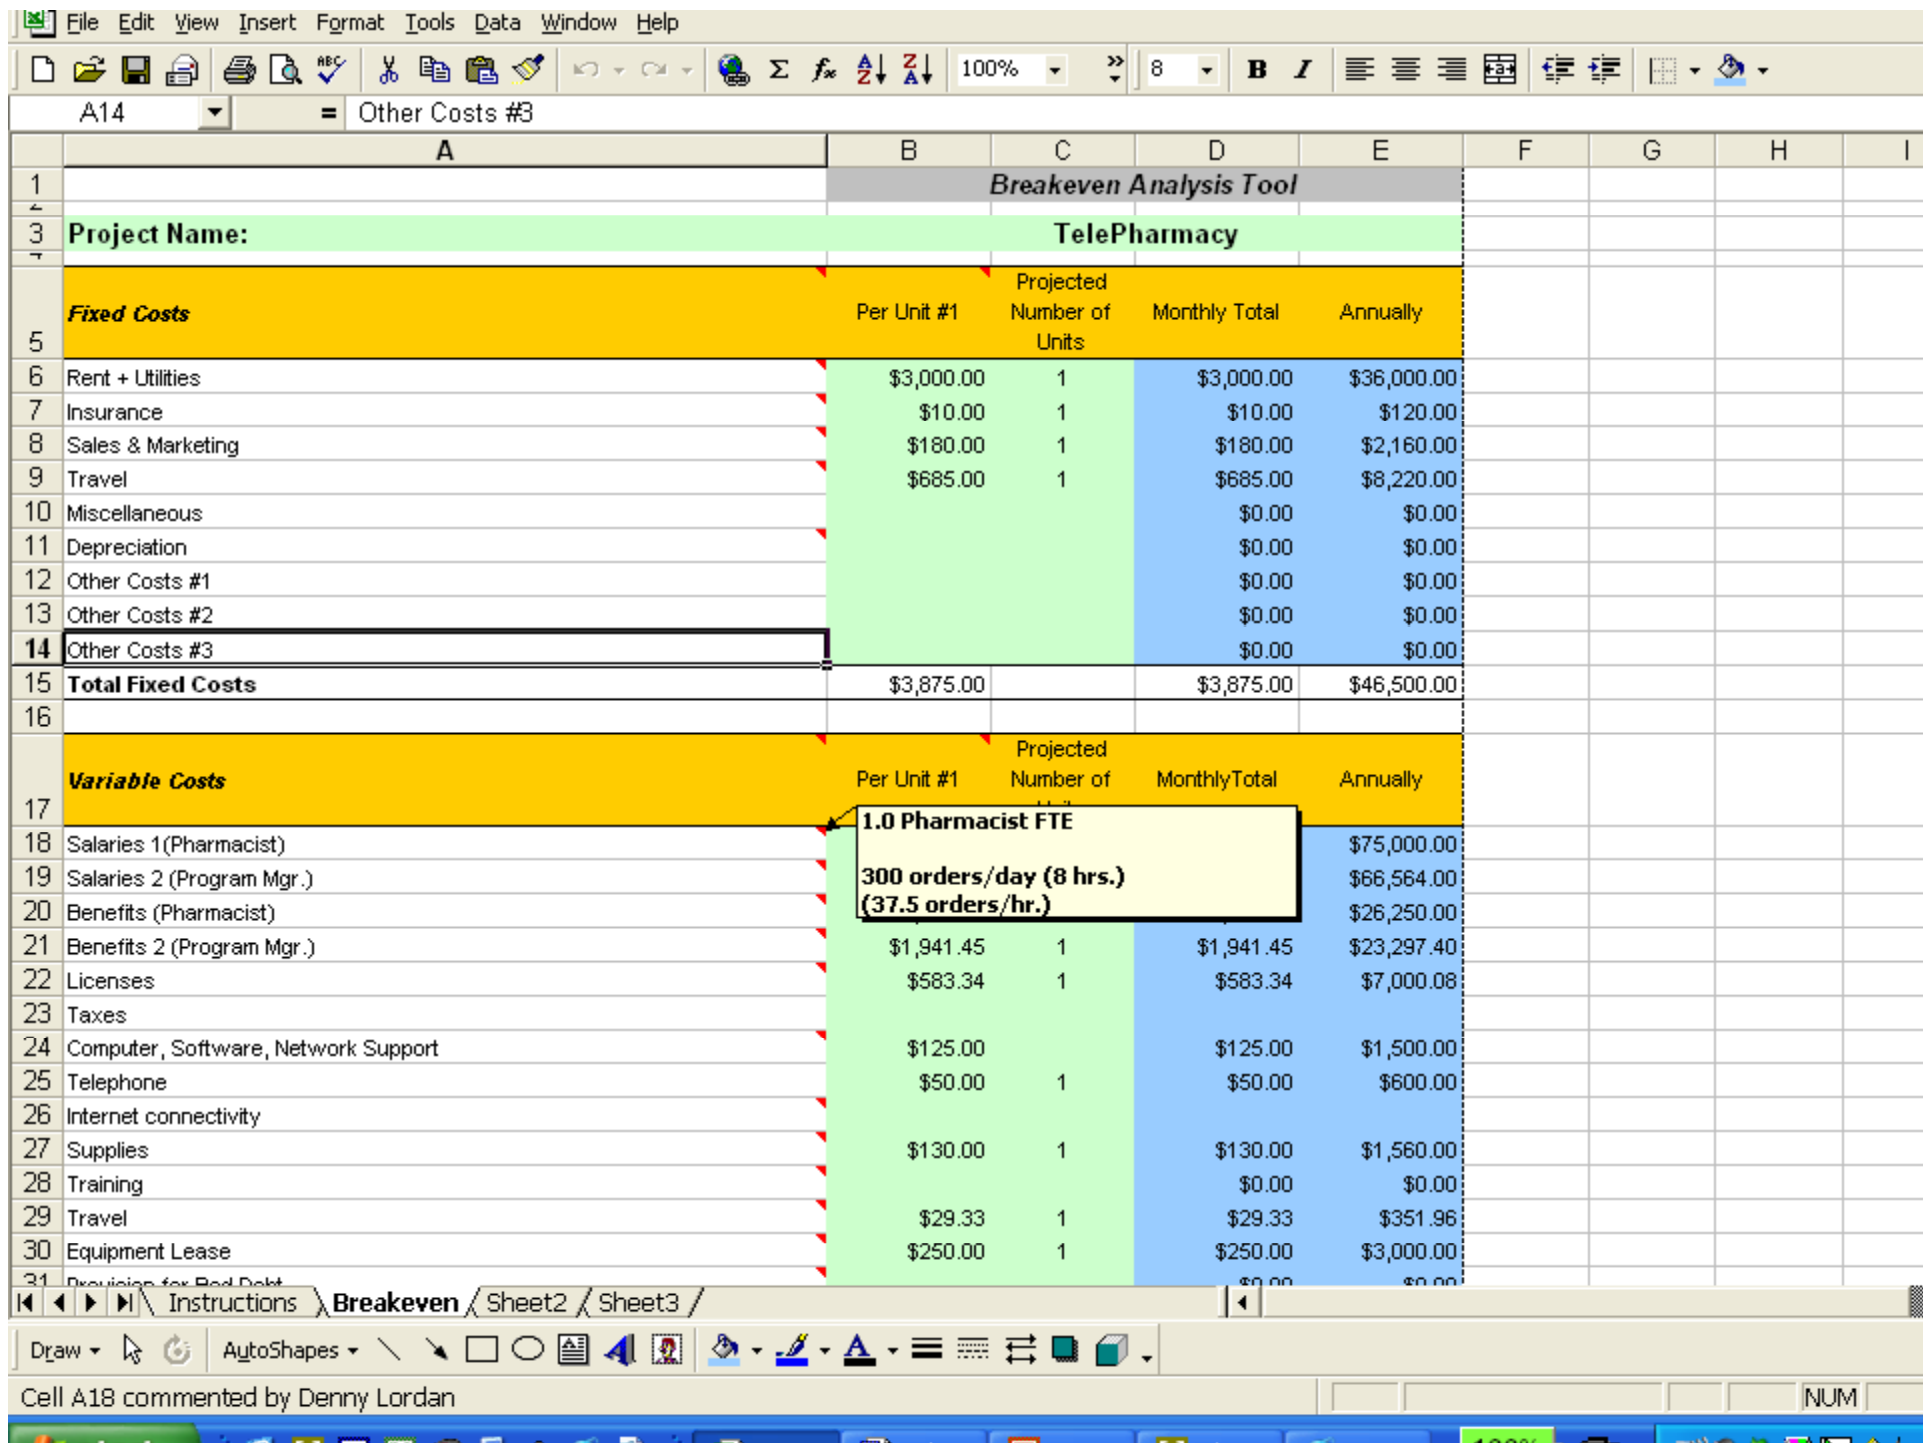 File Edit View Insert Format Tools Data Window Help
100% 8 B I
A14 = Other Costs #3
A B C D E F G H I
1 Breakeven Analysis Tool
3 Project Name: TelePharmacy
5 Fixed Costs Per Unit #1 Projected Number of Units Monthly Total Annually
6 Rent + Utilities $3,000.00 1 $3,000.00 $36,000.00
7 Insurance $10.00 1 $10.00 $120.00
8 Sales & Marketing $180.00 1 $180.00 $2,160.00
9 Travel $685.00 1 $685.00 $8,220.00
10 Miscellaneous $0.00 $0.00
11 Depreciation $0.00 $0.00
12 Other Costs #1 $0.00 $0.00
13 Other Costs #2 $0.00 $0.00
14 Other Costs #3 $0.00 $0.00
15 Total Fixed Costs $3,875.00 $3,875.00 $46,500.00
16
17 Variable Costs Per Unit #1 Projected Number of MonthlyTotal Annually
1.0 Pharmacist FTE
300 orders/day (8 hrs.)
(37.5 orders/hr.)
18 Salaries 1(Pharmacist) $75,000.00
19 Salaries 2 (Program Mgr.) $66,564.00
20 Benefits (Pharmacist) $26,250.00
21 Benefits 2 (Program Mgr.) $1,941.45 1 $1,941.45 $23,297.40
22 Licenses $583.34 1 $583.34 $7,000.08
23 Taxes
24 Computer, Software, Network Support $125.00 $125.00 $1,500.00
25 Telephone $50.00 1 $50.00 $600.00
26 Internet connectivity
27 Supplies $130.00 1 $130.00 $1,560.00
28 Training $0.00 $0.00
29 Travel $29.33 1 $29.33 $351.96
30 Equipment Lease $250.00 1 $250.00 $3,000.00
31 Provision for Bad Debt $0.00 $0.00
Instructions Breakeven Sheet2 Sheet3
Draw AutoShapes
Cell A18 commented by Denny Lordan NUM